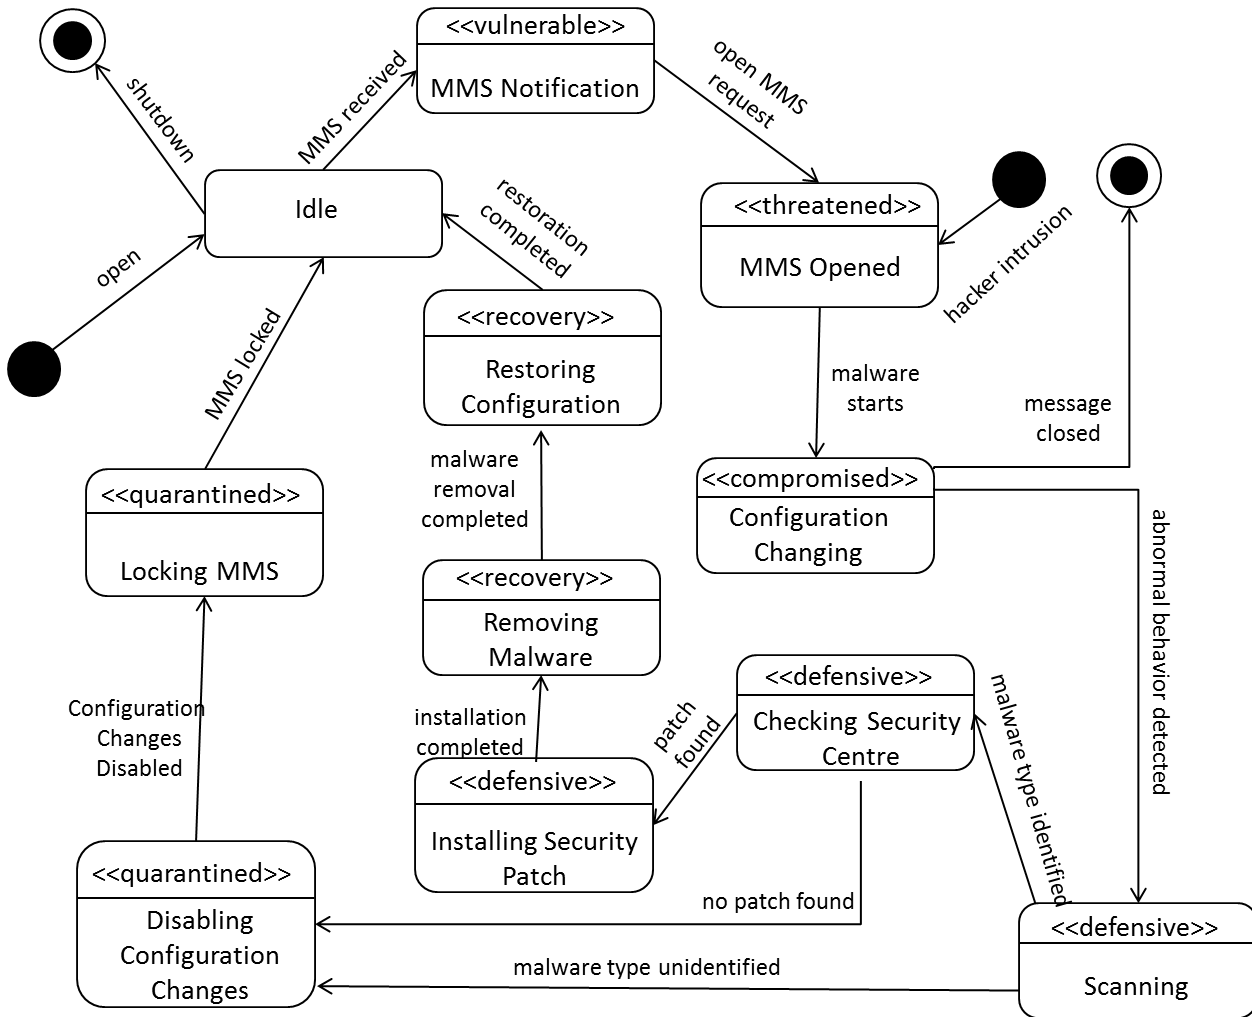 <<vulnerable>>
MMS Notification
shutdown
MMS received
open MMS
request
Idle
open
restoration
completed
<<threatened>>
MMS Opened
hacker intrusion
MMS locked
<<recovery>>
Restoring
Configuration
malware
starts
message
closed
malware
removal
completed
<<quarantined>>
Locking MMS
<<compromised>>
Configuration
Changing
abnormal behavior detected
<<recovery>>
Removing
Malware
<<defensive>>
Checking Security
Centre
malware type identified
Configuration
Changes
Disabled
installation
completed
patch
found
<<defensive>>
Installing Security
Patch
<<quarantined>>
Disabling
Configuration
Changes
no patch found
malware type unidentified
<<defensive>>
Scanning